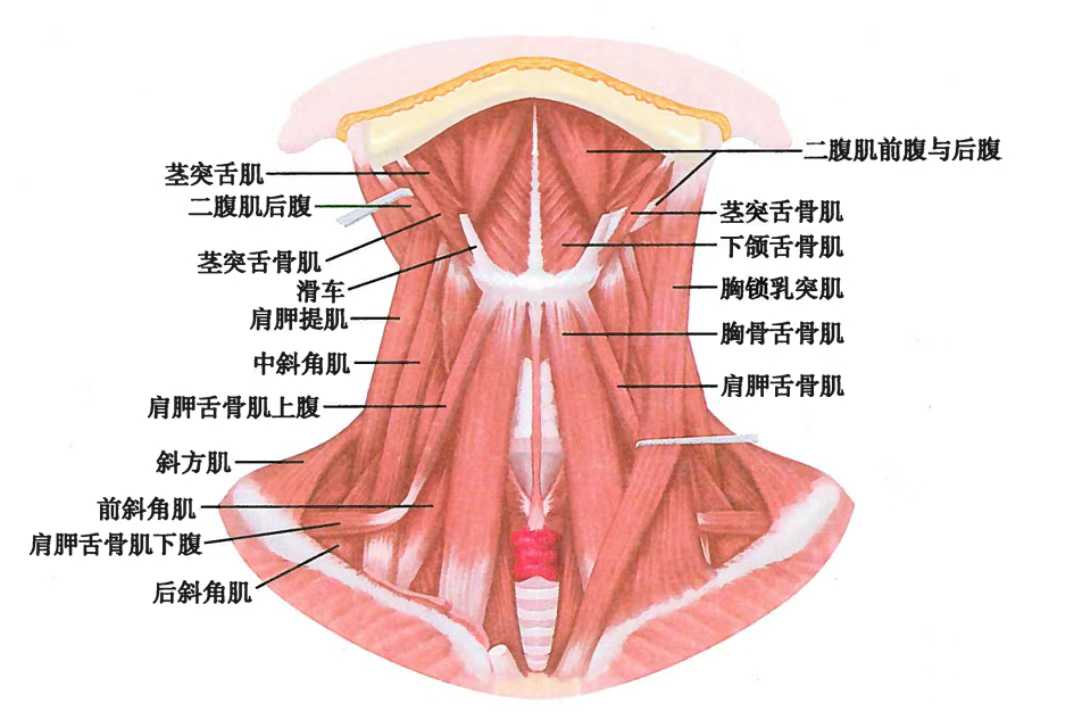 茎突舌肌
二腹肌后腹
茎突舌骨肌
滑车
肩胛提肌
中斜角肌
肩胛舌骨肌上腹
斜方肌
前斜角肌
肩胛舌骨肌下腹
后斜角肌
二腹肌前腹与后腹
茎突舌骨肌
下颌舌骨肌
胸锁乳突肌
胸骨舌骨肌
肩胛舌骨肌